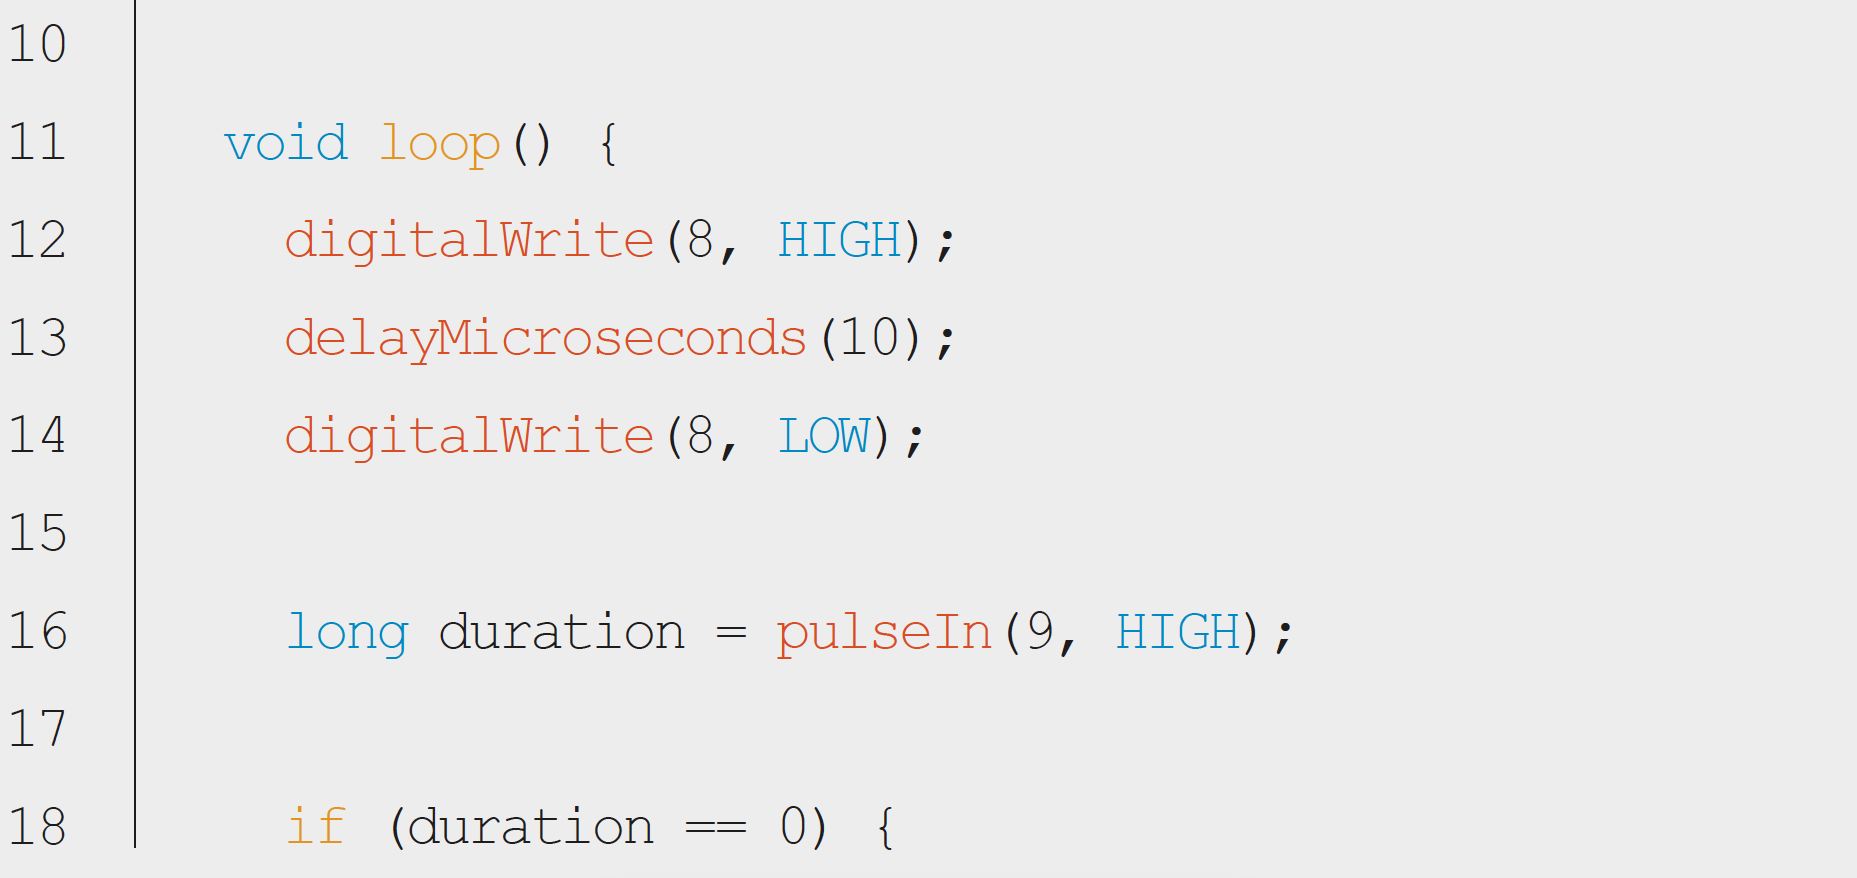 10
11 void loop() {
12 digitalWrite(8, HIGH);
13 delayMicroseconds(10);
14 digitalWrite(8, LOW);
15
16 long duration = pulseIn(9, HIGH);
17
18 if (duration == 0) {